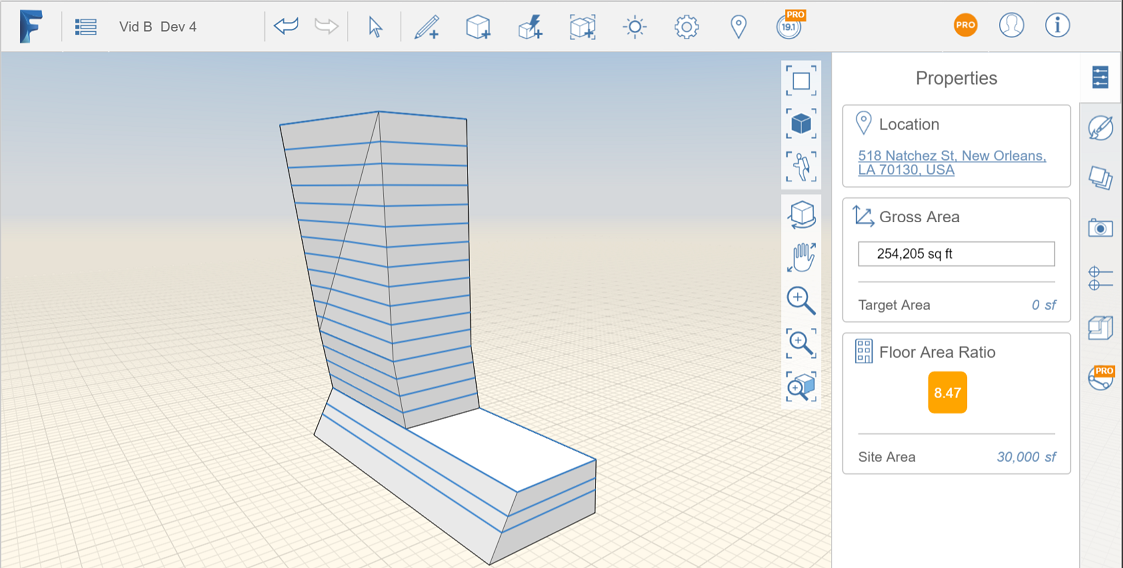 Vid B Dev 4
PRO
19.1
PRO
Properties
Location
518 Natchez St, New Orleans,
LA 70130, USA
Gross Area
254,205 sq ft
Target Area 0 sf
Floor Area Ratio
8.47
Site Area 30,000 sf
PRO